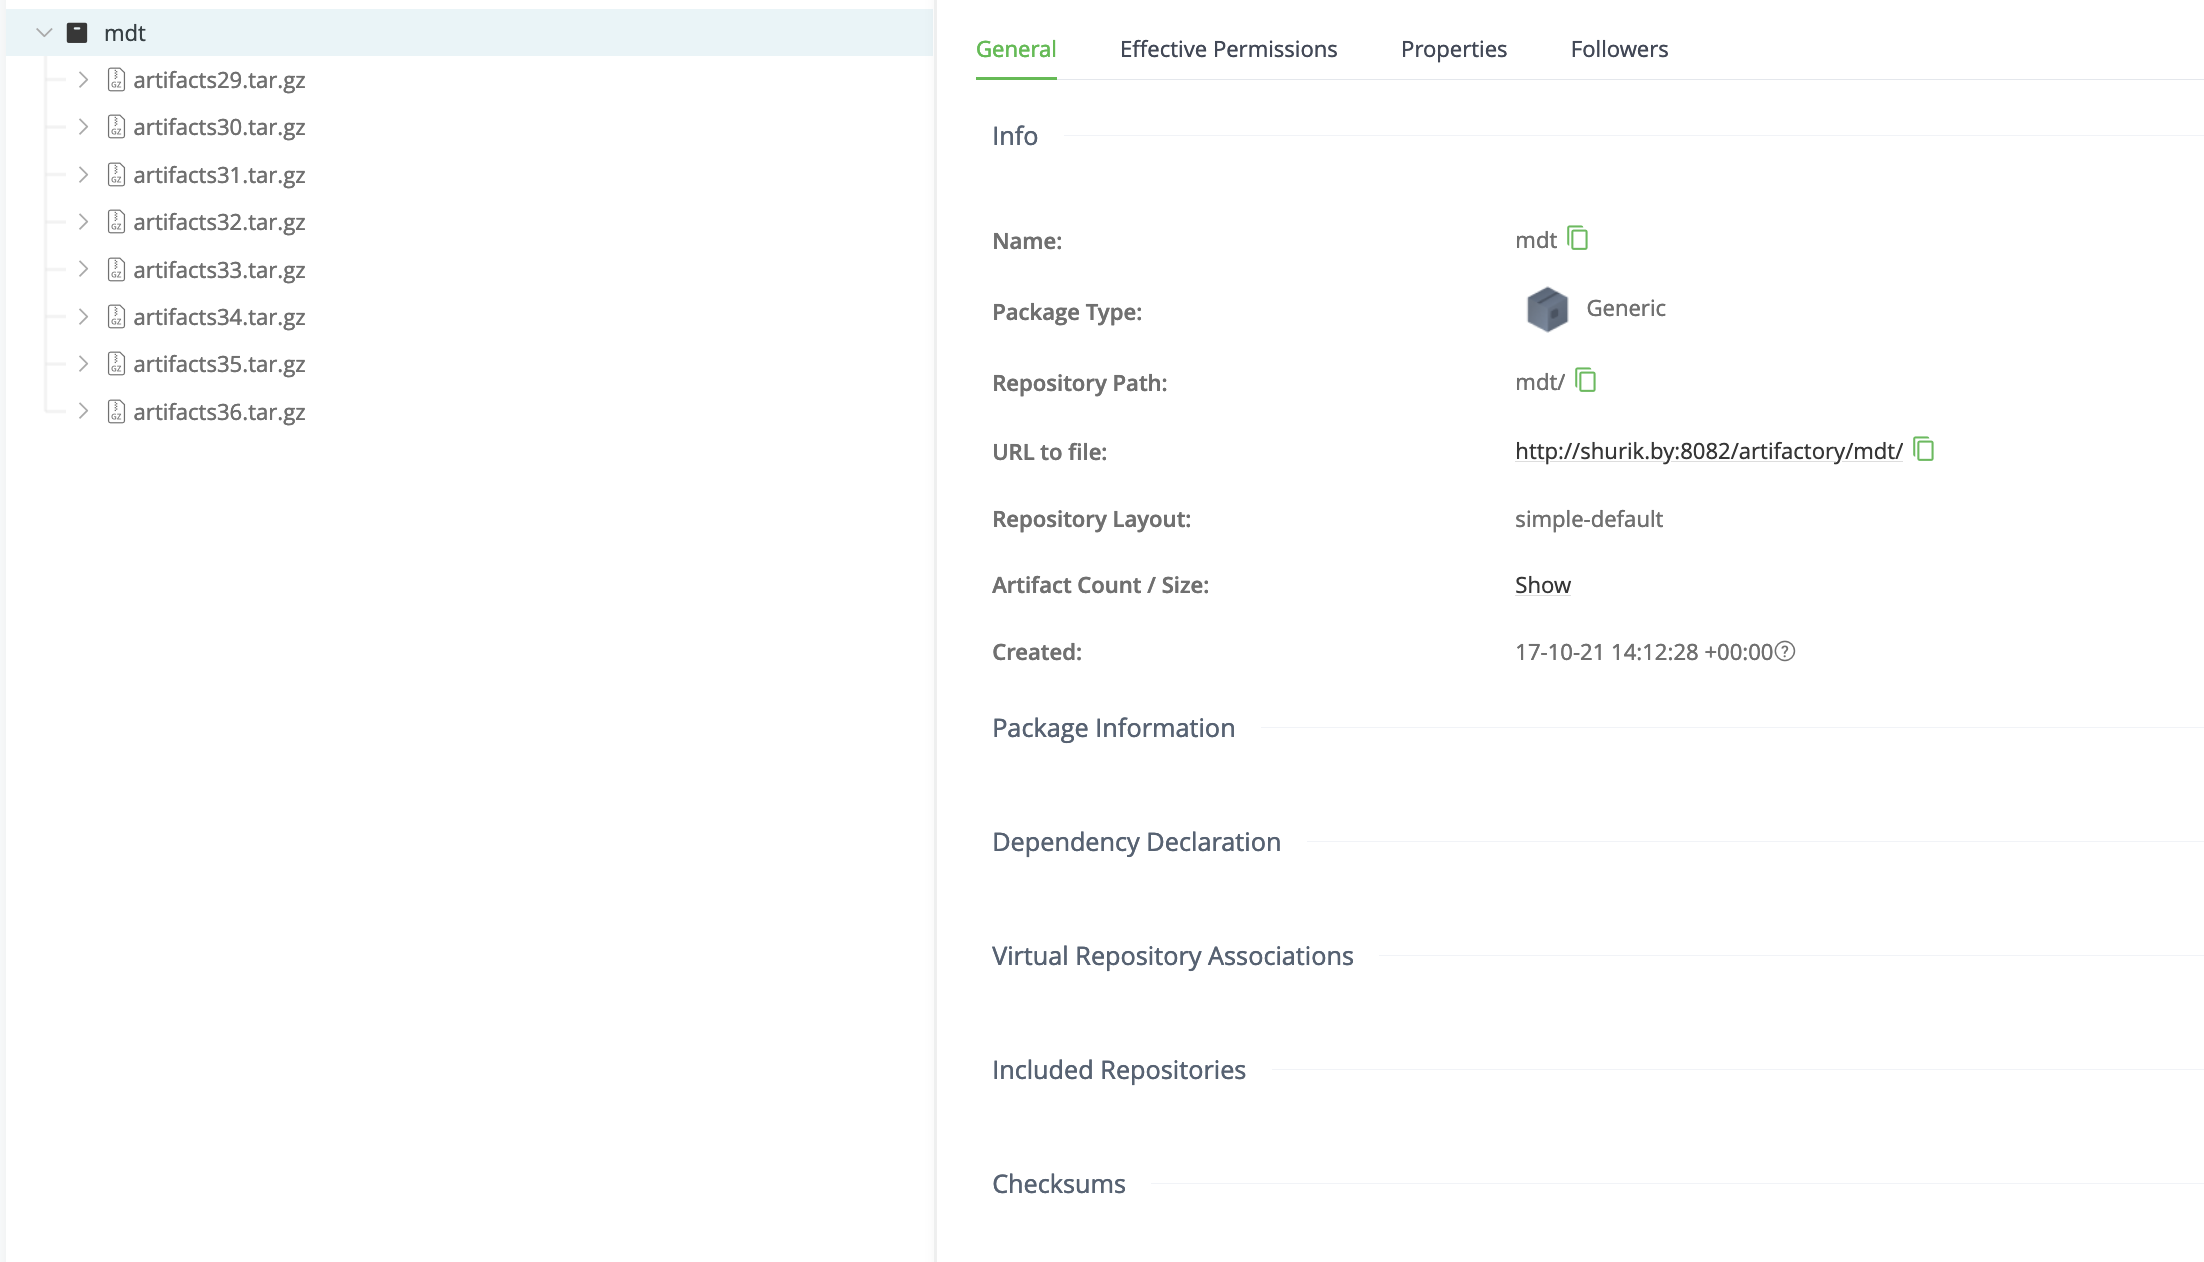 mdt
artifacts29.tar.gz
artifacts30.tar.gz
artifacts31.tar.gz
artifacts32.tar.gz
artifacts33.tar.gz
artifacts34.tar.gz
artifacts35.tar.gz
artifacts36.tar.gz
General Effective Permissions Properties Followers
Info
Name: mdt
Package Type: Generic
Repository Path: mdt/
URL to file: http://shurik.by:8082/artifactory/mdt/
Repository Layout: simple-default
Artifact Count / Size: Show
Created: 17-10-21 14:12:28 +00:00
Package Information
Dependency Declaration
Virtual Repository Associations
Included Repositories
Checksums